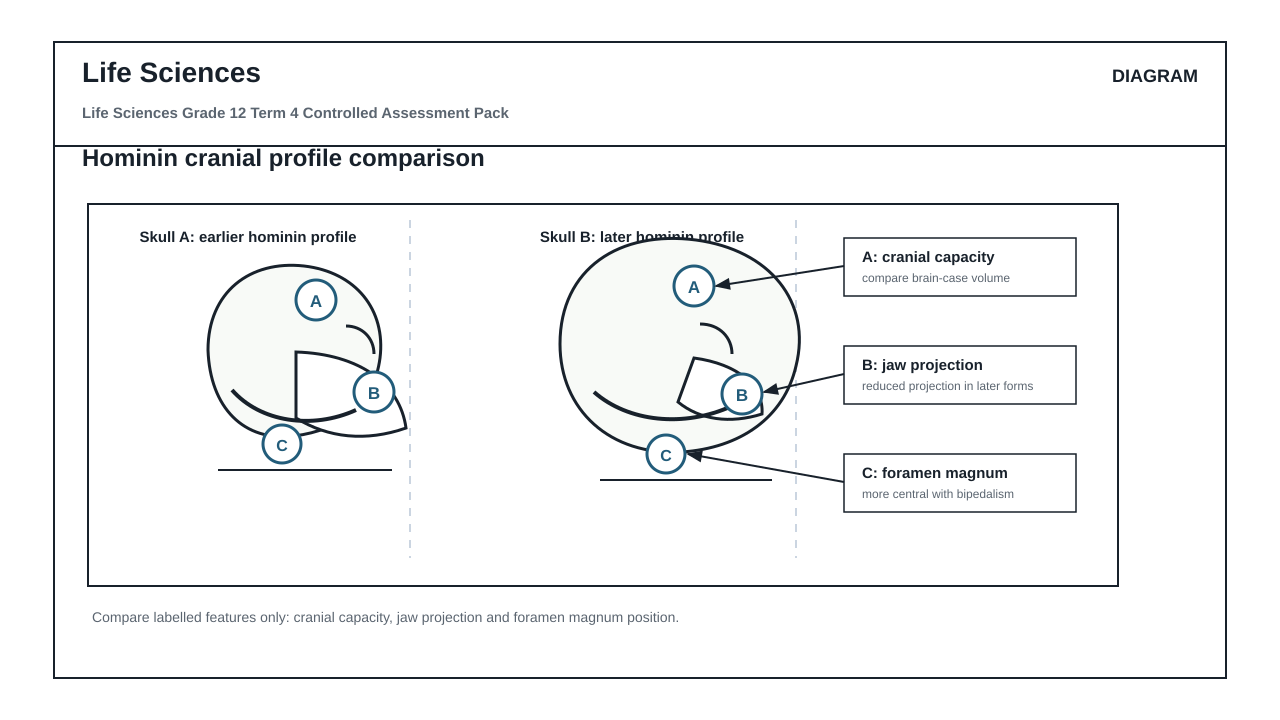 Life Sciences
DIAGRAM
Life Sciences Grade 12 Term 4 Controlled Assessment Pack
Hominin cranial profile comparison
Skull A: earlier hominin profile
A
B
C
Skull B: later hominin profile
A
B
C
A: cranial capacity
compare brain-case volume
B: jaw projection
reduced projection in later forms
C: foramen magnum
more central with bipedalism
Compare labelled features only: cranial capacity, jaw projection and foramen magnum position.